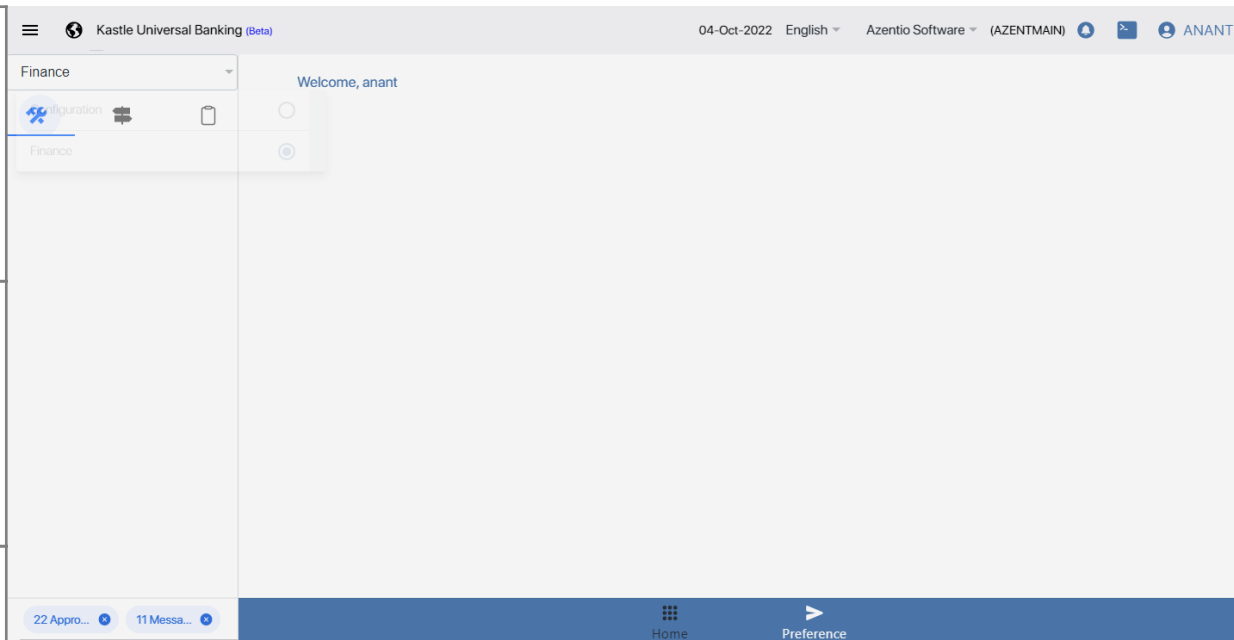 Kastle Universal Banking (Beta)
04-Oct-2022 English Azentio Software (AZENTMAIN) ANANT
Finance
Welcome, anant
Configuration
Finance
22 Appro... 11 Messa...
Home Preference